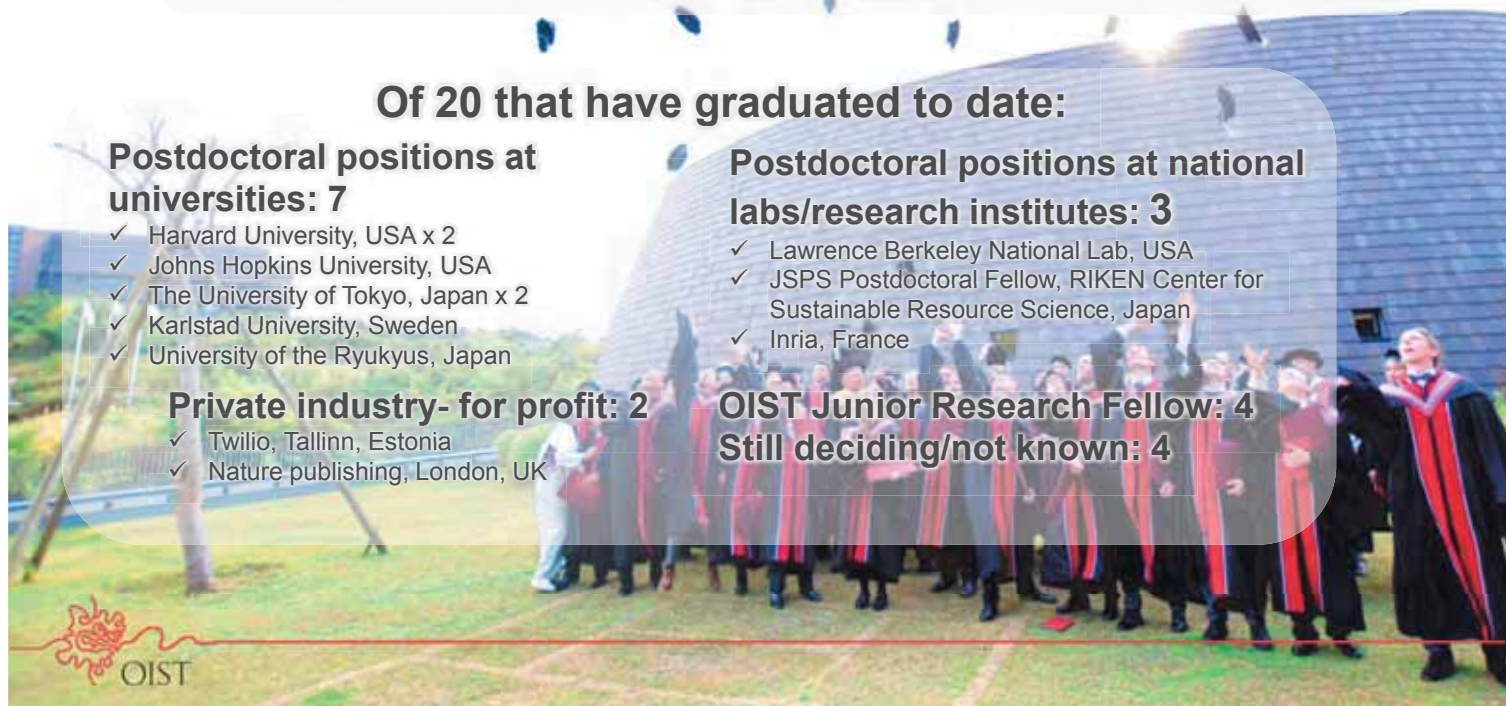 Of 20 that have graduated to date:
Postdoctoral positions at
universities: 7
✓ Harvard University, USA x 2
✓ Johns Hopkins University, USA
✓ The University of Tokyo, Japan x 2
✓ Karlstad University, Sweden
✓ University of the Ryukyus, Japan
Private industry- for profit: 2
✓ Twilio, Tallinn, Estonia
✓ Nature publishing, London, UK
Postdoctoral positions at national
labs/research institutes: 3
✓ Lawrence Berkeley National Lab, USA
✓ JSPS Postdoctoral Fellow, RIKEN Center for
Sustainable Resource Science, Japan
✓ Inria, France
OIST Junior Research Fellow: 4
Still deciding/not known: 4
OIST